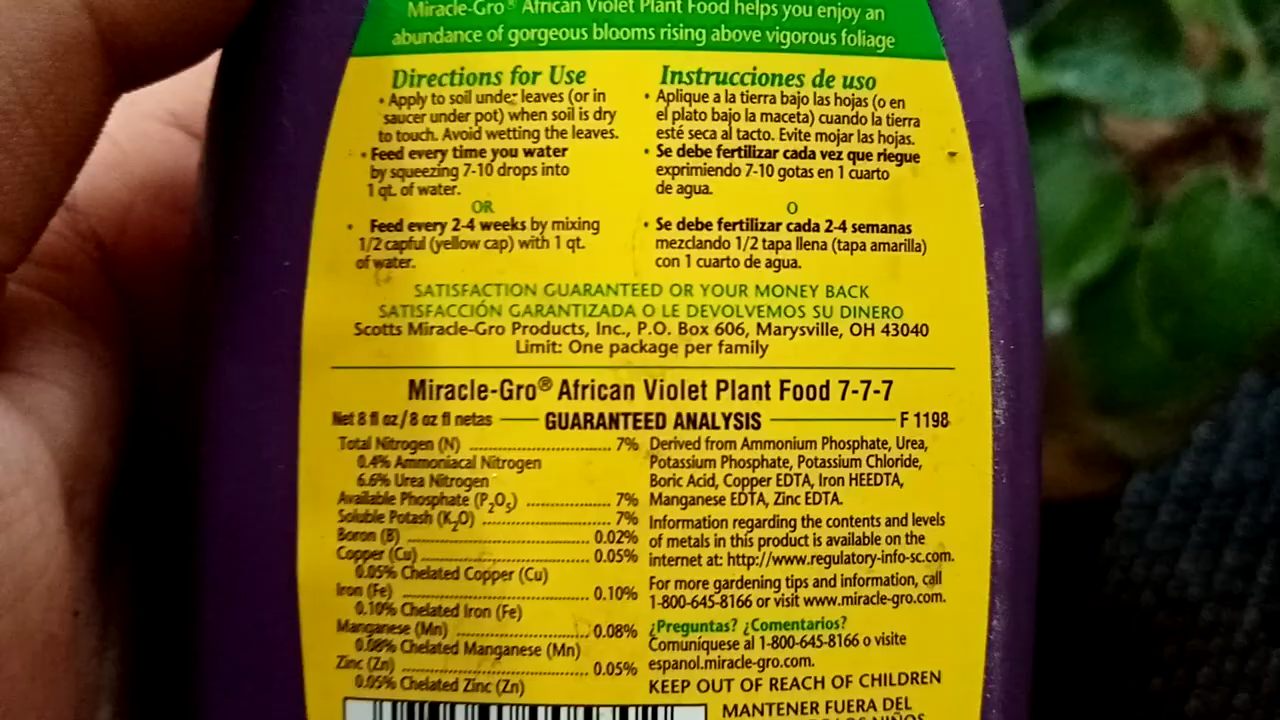 Miracle-Gro® African Violet Plant Food helps you enjoy an
abundance of gorgeous blooms rising above vigorous foliage
Directions for Use
• Apply to soil under leaves (or in
saucer under pot) when soil is dry
to touch. Avoid wetting the leaves.
• Feed every time you water
by squeezing 7-10 drops into
1 qt. of water.
OR
• Feed every 2-4 weeks by mixing
1/2 capful (yellow cap) with 1 qt.
of water.
Instrucciones de uso
• Aplique a la tierra bajo las hojas (o en
el plato bajo la maceta) cuando la tierra
esté seca al tacto. Evite mojar las hojas.
• Se debe fertilizar cada vez que riegue
exprimiendo 7-10 gotas en 1 cuarto
de agua.
O
• Se debe fertilizar cada 2-4 semanas
mezclando 1/2 tapa llena (tapa amarilla)
con 1 cuarto de agua.
SATISFACTION GUARANTEED OR YOUR MONEY BACK
SATISFACCIÓN GARANTIZADA O LE DEVOLVEMOS SU DINERO
Scotts Miracle-Gro Products, Inc., P.O. Box 606, Marysville, OH 43040
Limit: One package per family
Miracle-Gro® African Violet Plant Food 7-7-7
Net 8 fl oz/8 oz fl netas GUARANTEED ANALYSIS F 1198
Total Nitrogen (N) 7%
0.4% Ammoniacal Nitrogen
6.6% Urea Nitrogen
Available Phosphate (P₂O₅) 7%
Soluble Potash (K₂O) 7%
Boron (B) 0.02%
Copper (Cu) 0.05%
0.05% Chelated Copper (Cu)
Iron (Fe) 0.10%
0.10% Chelated Iron (Fe)
Manganese (Mn) 0.08%
0.08% Chelated Manganese (Mn)
Zinc (Zn) 0.05%
0.05% Chelated Zinc (Zn)
Derived from Ammonium Phosphate, Urea,
Potassium Phosphate, Potassium Chloride,
Boric Acid, Copper EDTA, Iron HEEDTA,
Manganese EDTA, Zinc EDTA.
Information regarding the contents and levels
of metals in this product is available on the
internet at: http://www.regulatory-info-sc.com.
For more gardening tips and information, call
1-800-645-8166 or visit www.miracle-gro.com.
¿Preguntas? ¿Comentarios?
Comuníquese al 1-800-645-8166 o visite
espanol.miracle-gro.com.
KEEP OUT OF REACH OF CHILDREN
MANTENER FUERA DEL
LOS NIÑOS